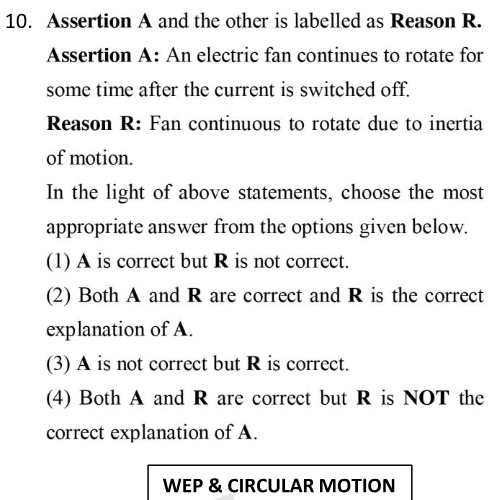 10. Assertion A and the other is labelled as Reason R.
Assertion A: An electric fan continues to rotate for
some time after the current is switched off.
Reason R: Fan continuous to rotate due to inertia
of motion.
In the light of above statements, choose the most
appropriate answer from the options given below.
(1) A is correct but R is not correct.
(2) Both A and R are correct and R is the correct
explanation of A.
(3) A is not correct but R is correct.
(4) Both A and R are correct but R is NOT the
correct explanation of A.
WEP & CIRCULAR MOTION